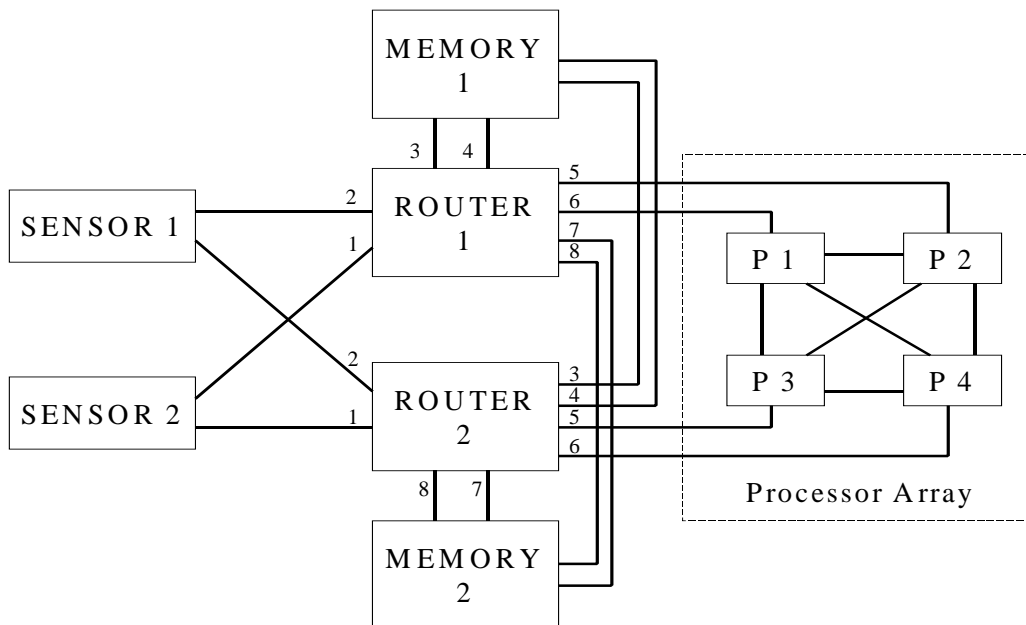 MEMORY
1
3
4
ROUTER
1
2
1
5
6
7
8
SENSOR 1
SENSOR 2
P 1
P 2
P 3
P 4
Processor Array
2
1
ROUTER
2
3
4
5
6
8
7
MEMORY
2